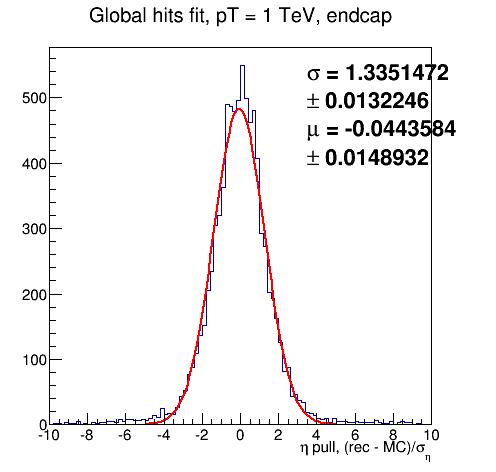 Global hits fit, pT = 1 TeV, endcap
σ = 1.3351472
± 0.0132246
μ = -0.0443584
± 0.0148932
500
400
300
200
100
0
-10 -8 -6 -4 -2 0 2 4 6 8 10
η pull, (rec - MC)/σ_η